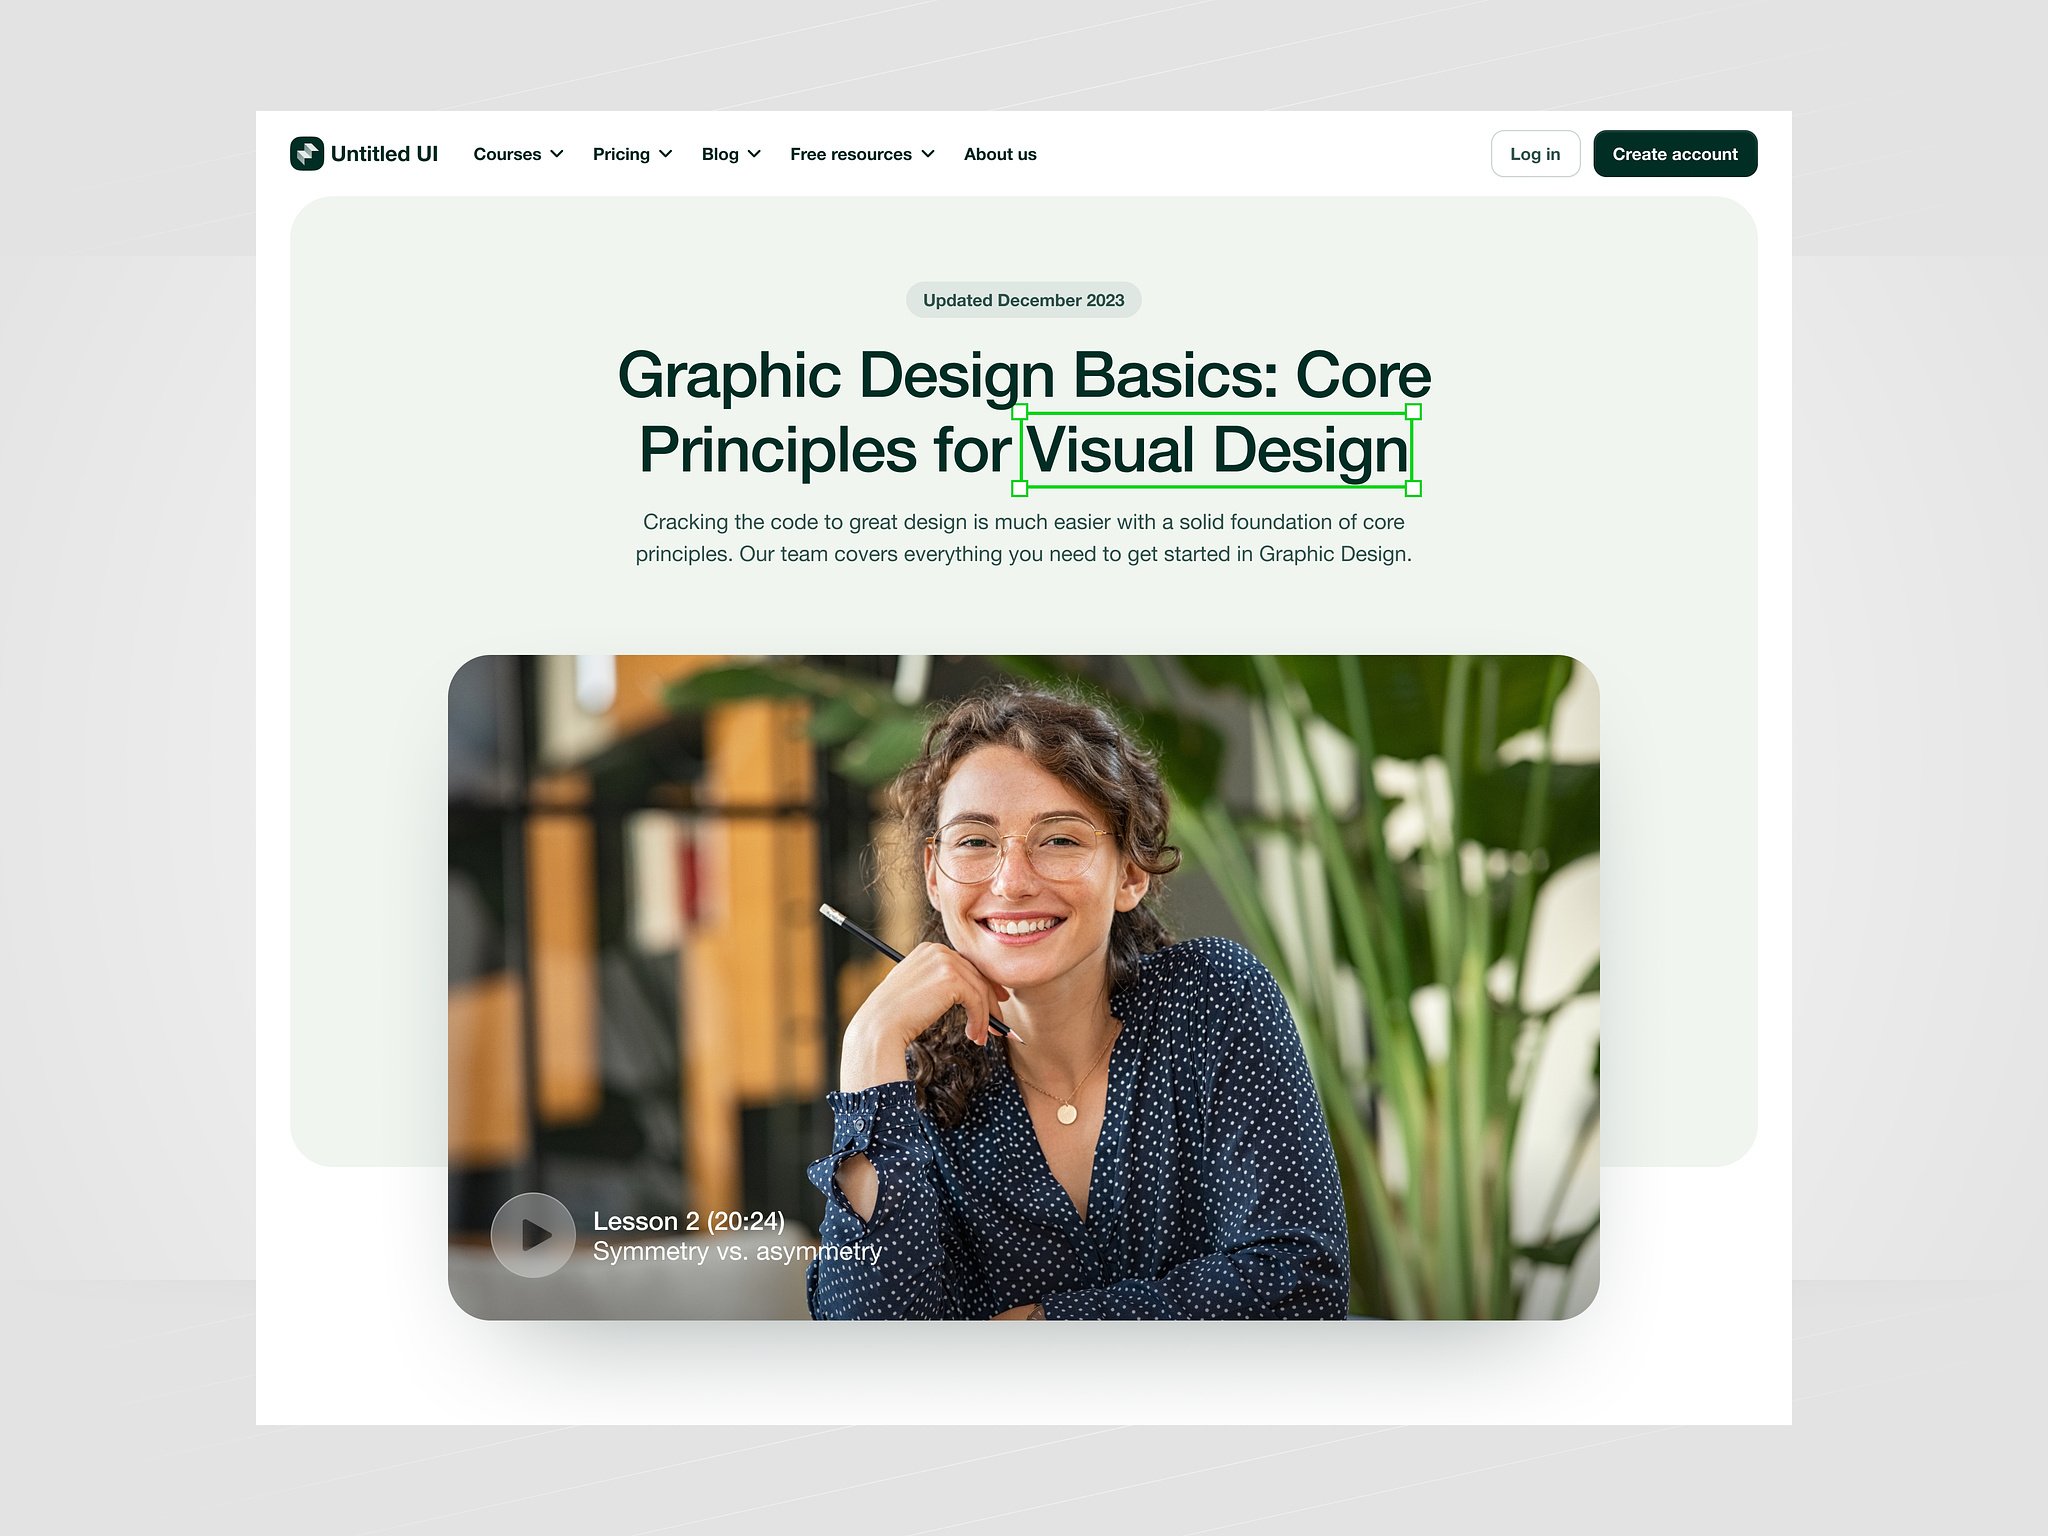 Untitled UI
Courses
Pricing
Blog
Free resources
About us
Log in
Create account
Updated December 2023
Graphic Design Basics: Core
Principles for Visual Design
Cracking the code to great design is much easier with a solid foundation of core
principles. Our team covers everything you need to get started in Graphic Design.
Lesson 2 (20:24)
Symmetry vs. asymmetry